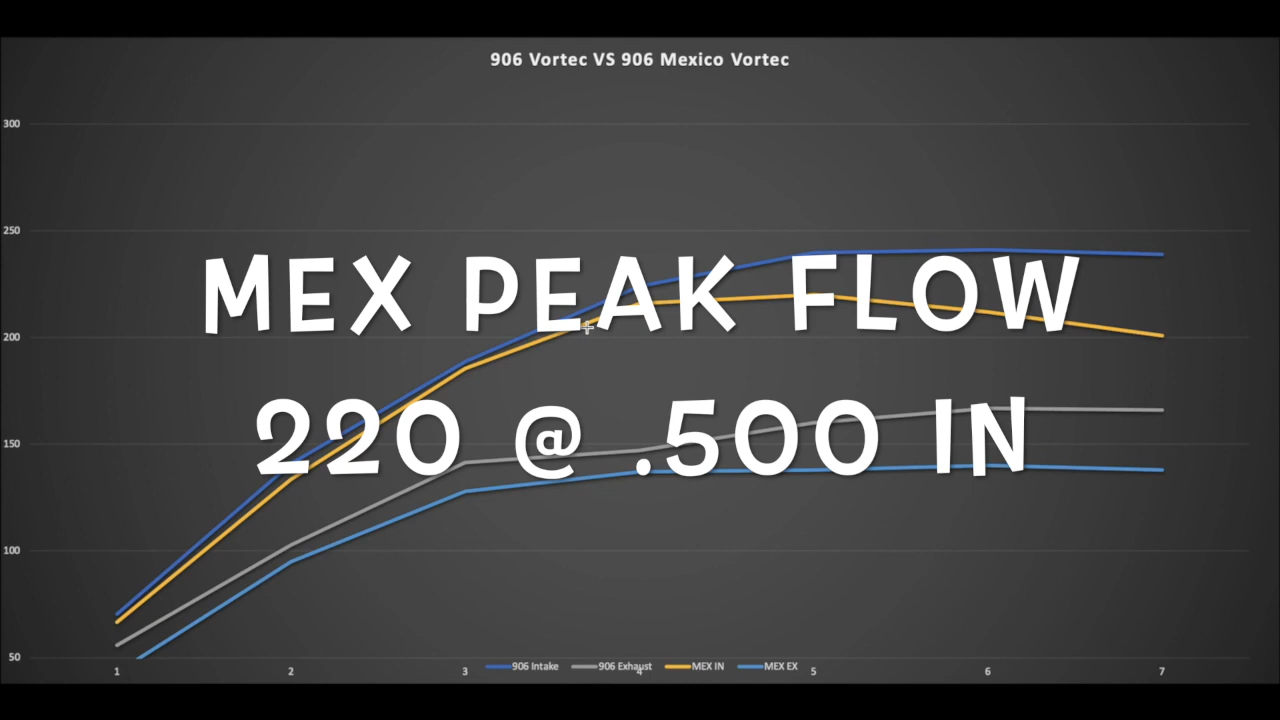 906 Vortec VS 906 Mexico Vortec
300
250
MEX PEAK FLOW
200
220 @ .500 IN
150
100
50
906 Intake 906 Exhaust MEX IN MEX EX
1 2 3 4 5 6 7